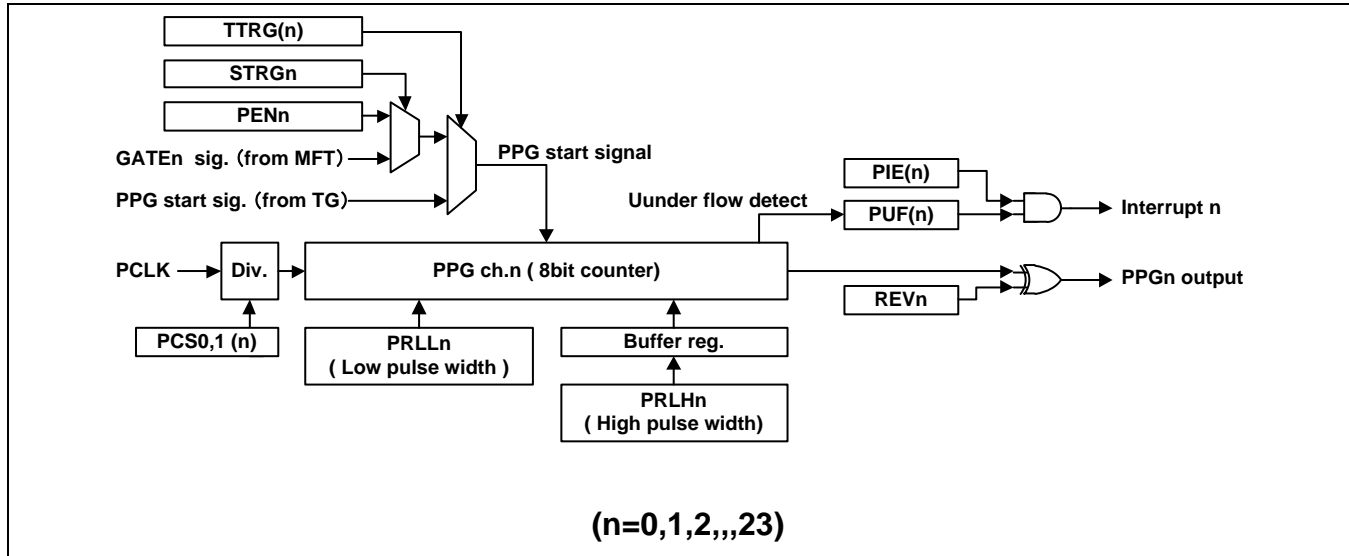 TTRG(n)
STRGn
PENn
GATEn sig. (from MFT)
PPG start signal
PPG start sig. (from TG)
PIE(n)
Uunder flow detect
PUF(n)
Interrupt n
PCLK
Div.
PPG ch.n ( 8bit counter)
PPGn output
REVn
PCS0,1 (n)
PRLLn
( Low pulse width )
Buffer reg.
PRLHn
( High pulse width)
(n=0,1,2,,,23)